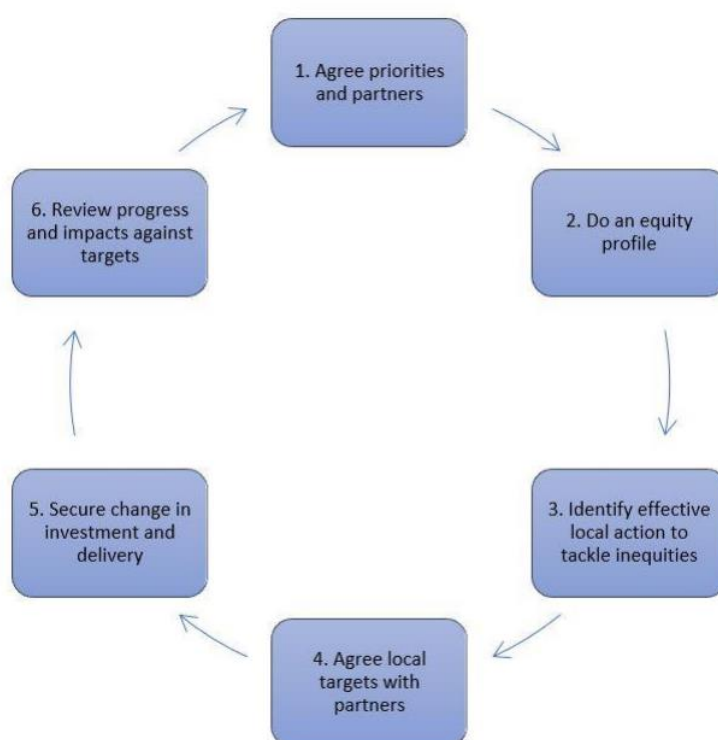 1. Agree priorities
and partners
2. Do an equity
profile
3. Identify effective
local action to
tackle inequities
4. Agree local
targets with
partners
5. Secure change in
investment and
delivery
6. Review progress
and impacts against
targets